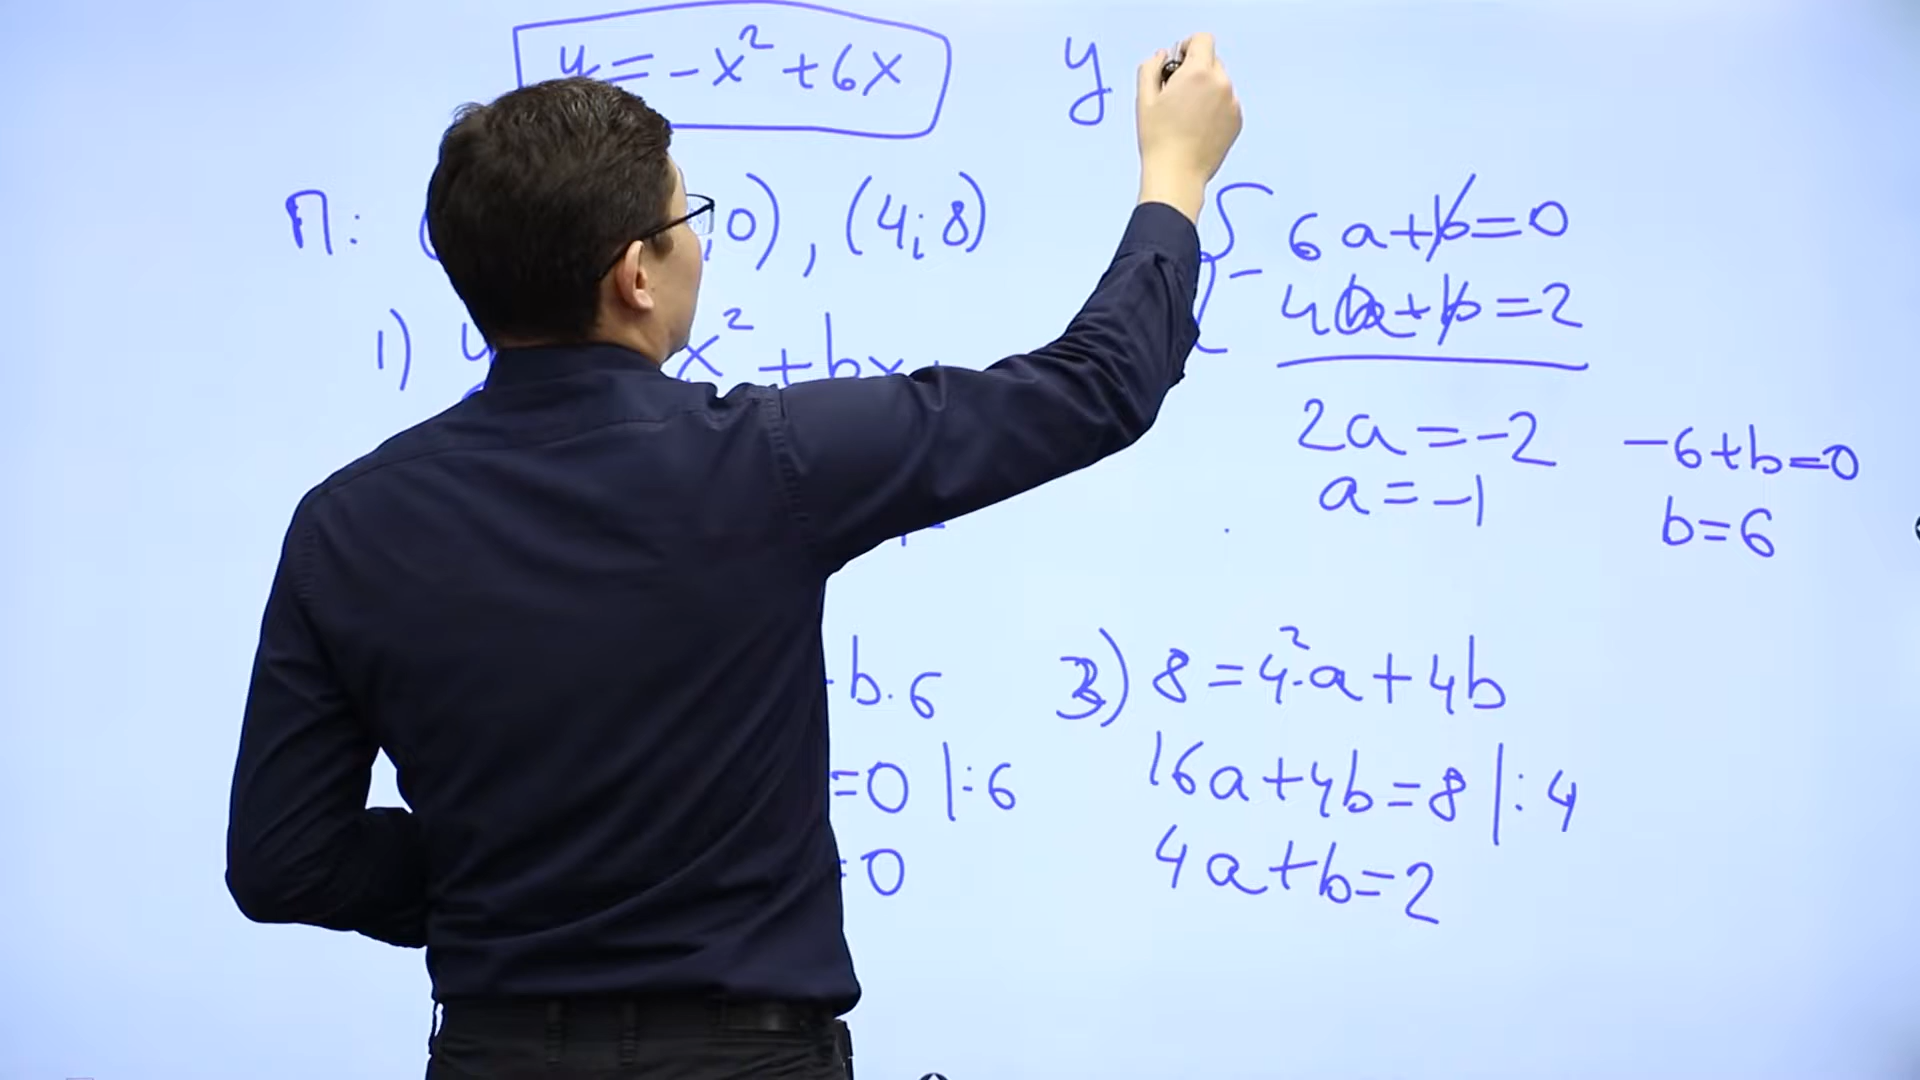 y=-x²+6x
y
П: ( ;0), (4;8)
1) y x²+bx+
b·6
=0 |:6
=0
{ 6a+b=0
- 4a+b=2
2a=-2
a=-1
-6+b=0
b=6
3) 8=4²·a+4b
16a+4b=8 |:4
4a+b=2